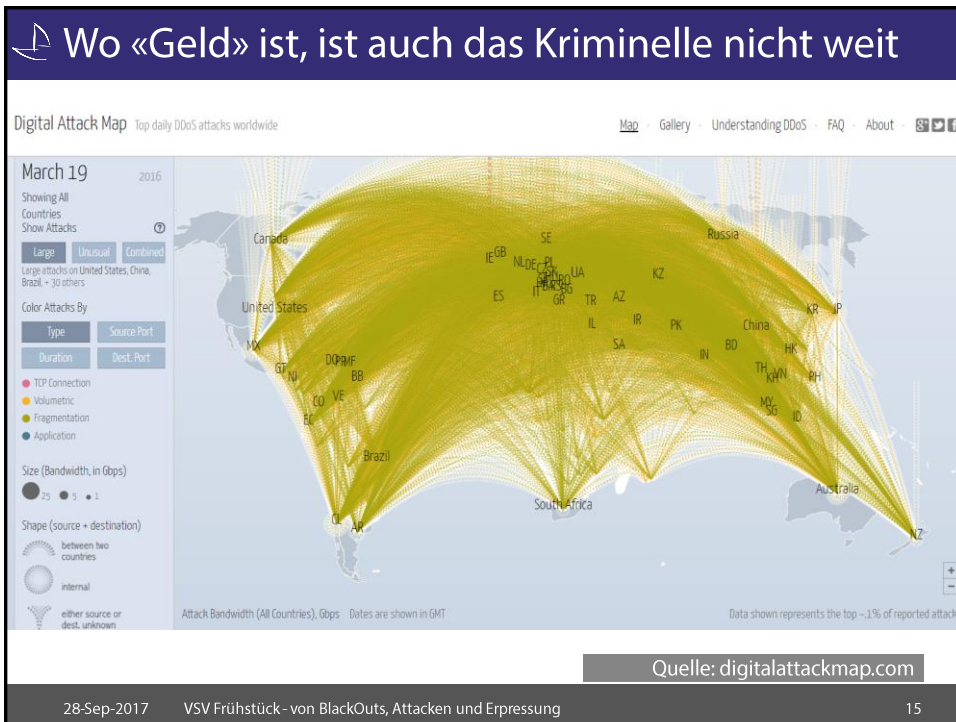 Wo «Geld» ist, ist auch das Kriminelle nicht weit
Digital Attack Map Top daily DDoS attacks worldwide
Map · Gallery · Understanding DDoS · FAQ · About
March 19 2016
Showing All
Countries
Show Attacks ?
Large Unusual Combined
Large attacks on United States, China,
Brazil, + 30 others
Color Attacks By
Type Source Port
Duration Dest. Port
TCP Connection
Volumetric
Fragmentation
Application
Size (Bandwidth, in Gbps)
25 5 1
Shape (source + destination)
between two
countries
internal
either source or
dest. unknown
Canada
United States
MX
GT
NI
CO
EC
VE
BB
Brazil
CL
AR
IE
GB
NL
DE
PL
SE
UA
ES
IT
GR
TR
AZ
KZ
IL
IR
SA
PK
IN
BD
Russia
China
KR
JP
HK
TH
VN
PH
MY
SG
ID
South Africa
Australia
NZ
+
−
Attack Bandwidth (All Countries), Gbps Dates are shown in GMT
Data shown represents the top ~.1% of reported attack
Quelle: digitalattackmap.com
28-Sep-2017 VSV Frühstück - von BlackOuts, Attacken und Erpressung 15